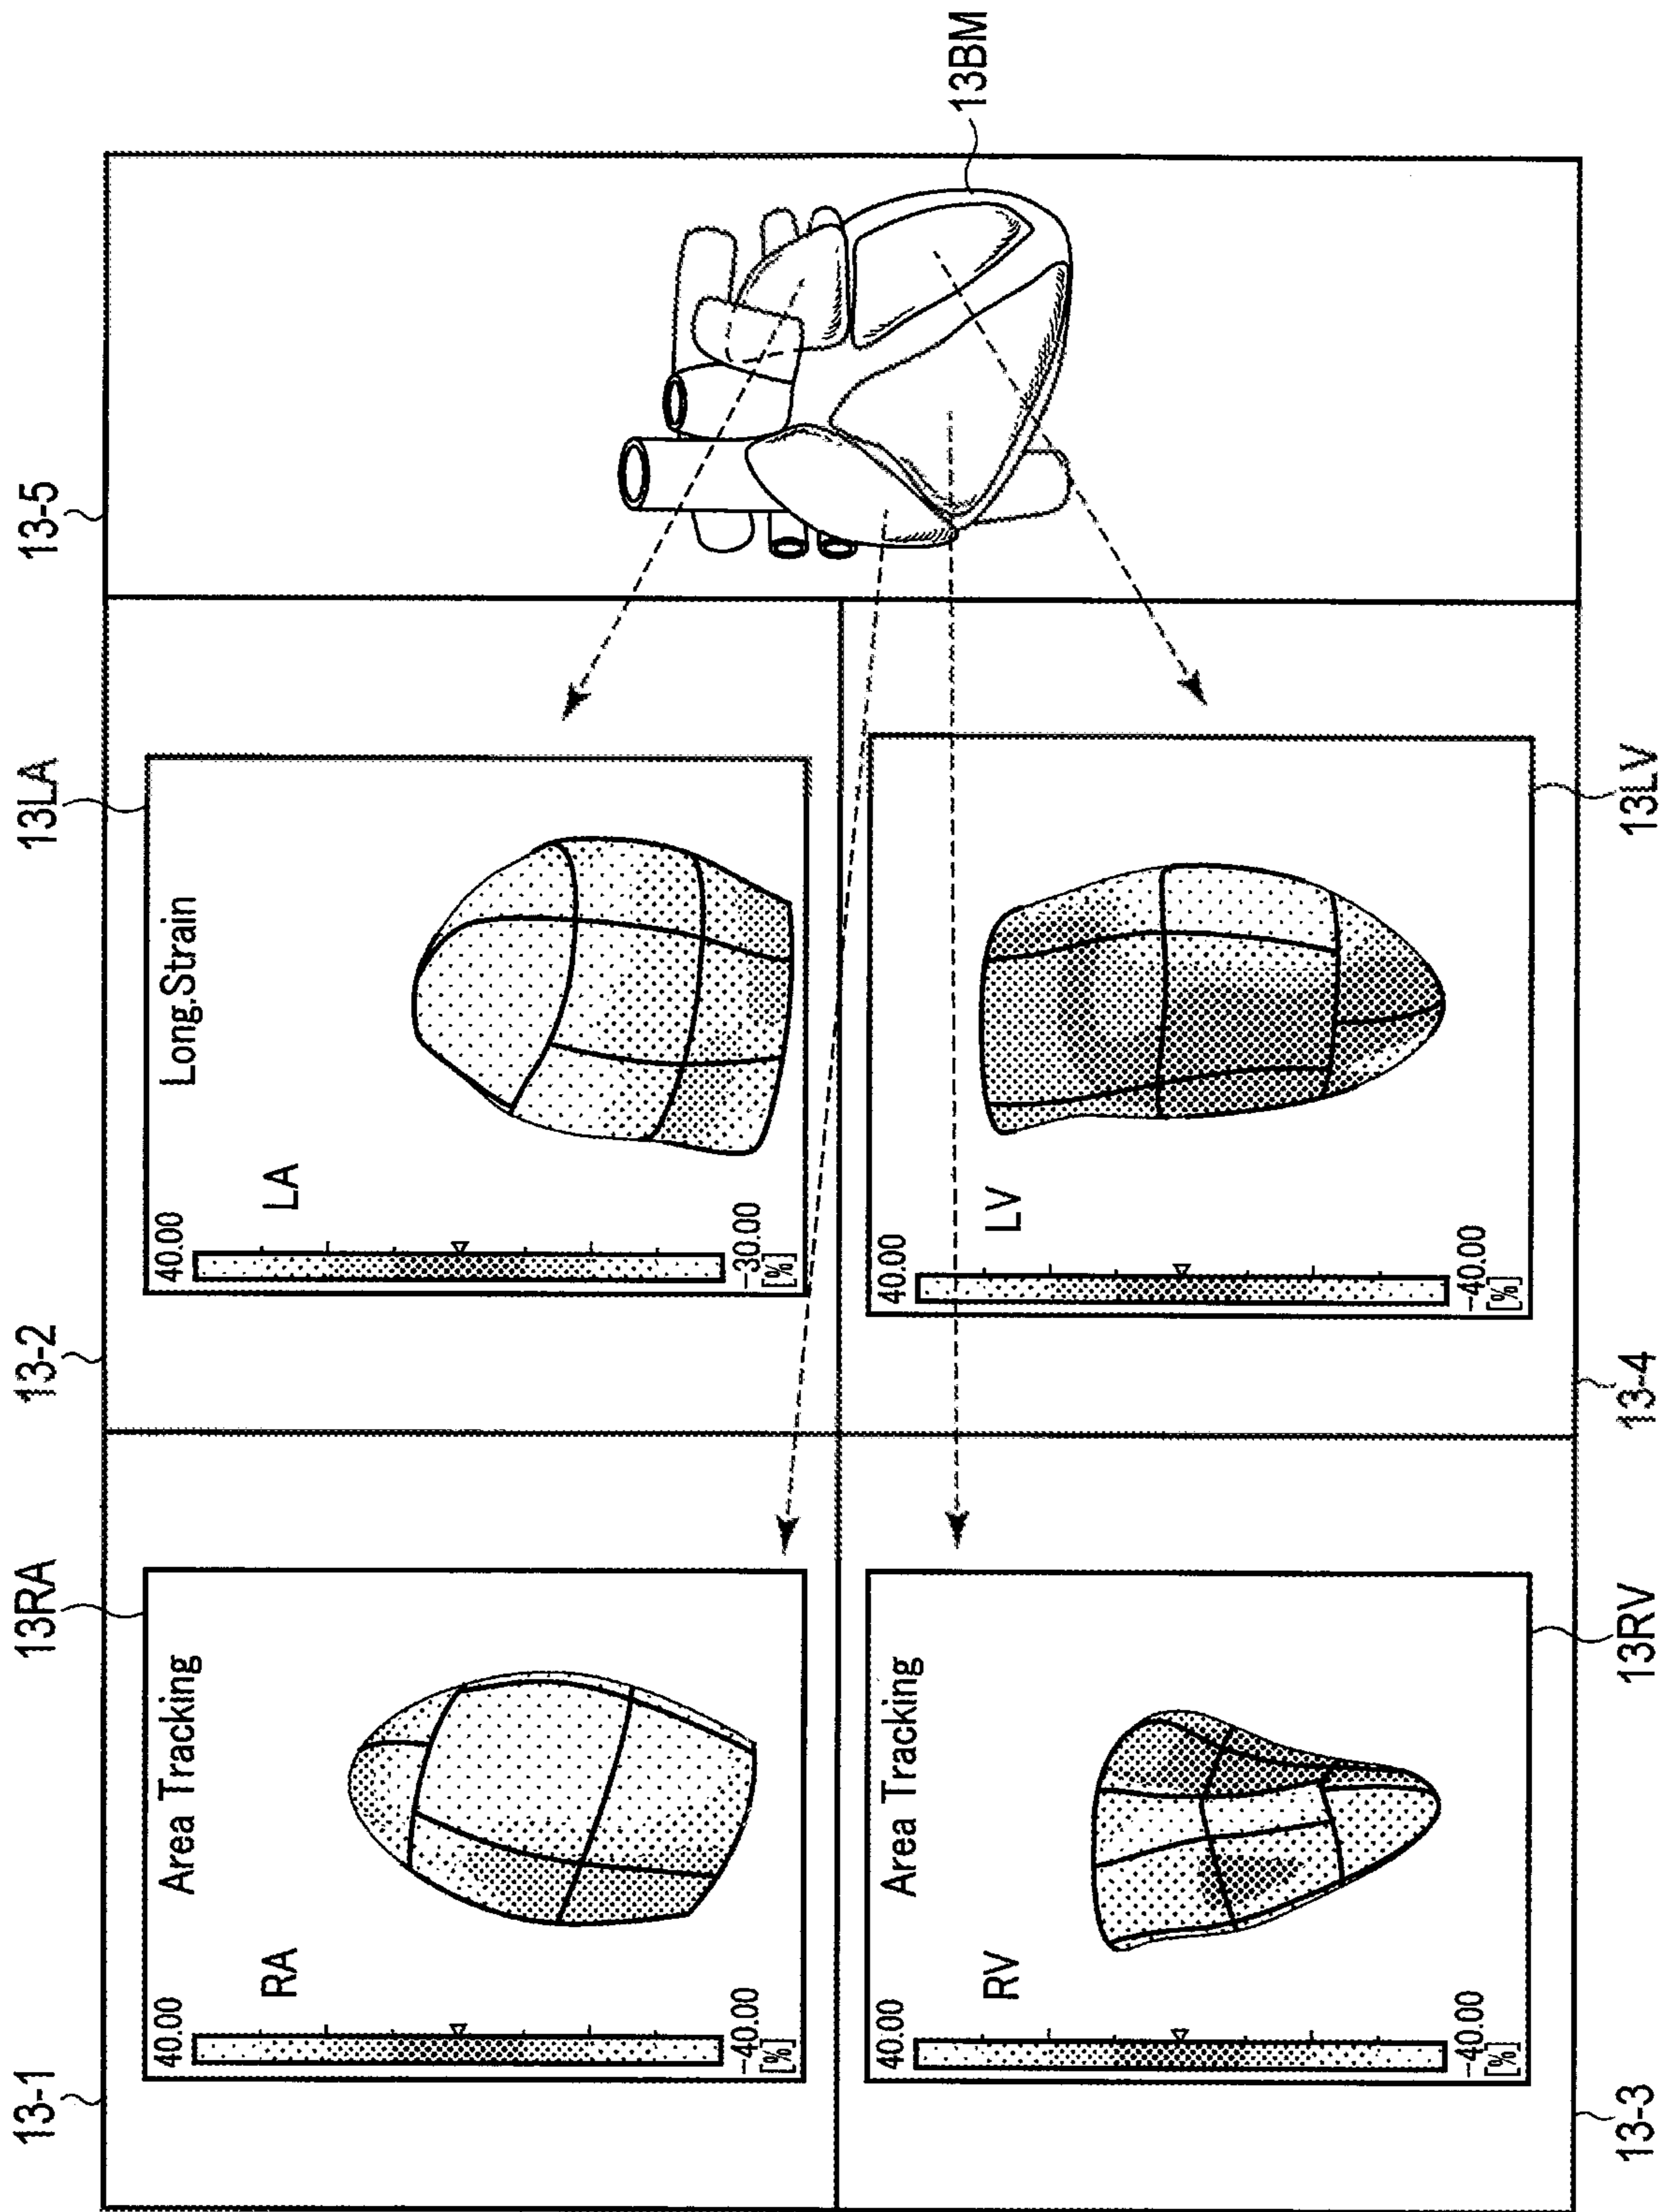 13-1
13RA
13-2
13LA
13-5
Area Tracking
40.00
RA
-40.00
[%]
Long.Strain
40.00
LA
-30.00
[%]
13BM
Area Tracking
40.00
RV
-40.00
[%]
40.00
LV
-40.00
[%]
13-3
13RV
13-4
13LV